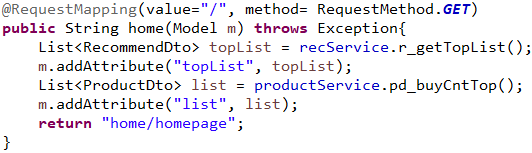 @RequestMapping(value="/", method= RequestMethod.GET)
public String home(Model m) throws Exception{
    List<RecommendDto> topList = recService.r_getTopList();
    m.addAttribute("topList", topList);
    List<ProductDto> list = productService.pd_buyCntTop();
    m.addAttribute("list", list);
    return "home/homepage";
}